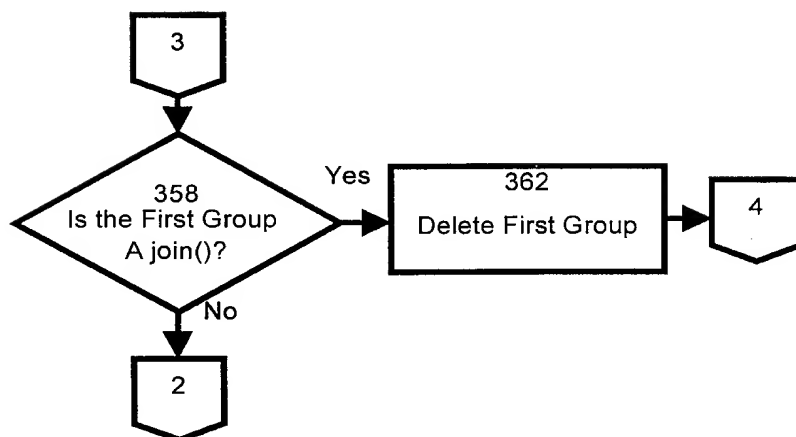 3
358
Is the First Group
A join()?
Yes
362
Delete First Group
4
No
2